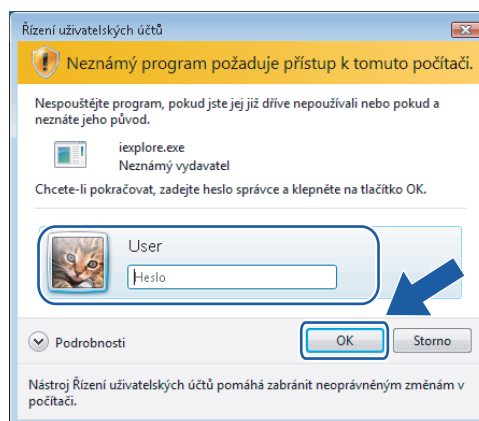 Řízení uživatelských účtů
Neznámý program požaduje přístup k tomuto počítači.
Nespouštějte program, pokud jste jej již dříve nepoužívali nebo pokud a
neznáte jeho původ.
iexplore.exe
Neznámý vydavatel
Chcete-li pokračovat, zadejte heslo správce a klepněte na tlačítko OK.
User
Heslo
Podrobnosti
OK
Storno
Nástroj Řízení uživatelských účtů pomáhá zabránit neoprávněným změnám v
počítači.